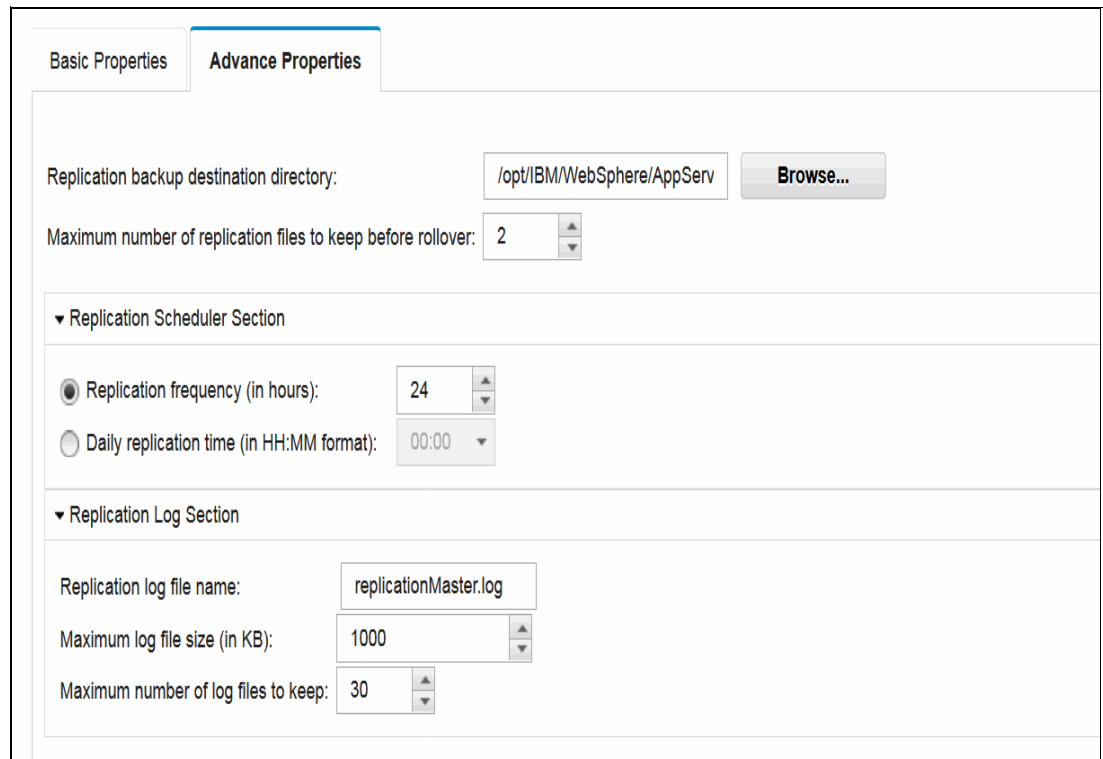 Basic Properties Advance Properties
Replication backup destination directory: /opt/IBM/WebSphere/AppServ Browse...
Maximum number of replication files to keep before rollover: 2
Replication Scheduler Section
Replication frequency (in hours): 24
Daily replication time (in HH:MM format): 00:00
Replication Log Section
Replication log file name: replicationMaster.log
Maximum log file size (in KB): 1000
Maximum number of log files to keep: 30